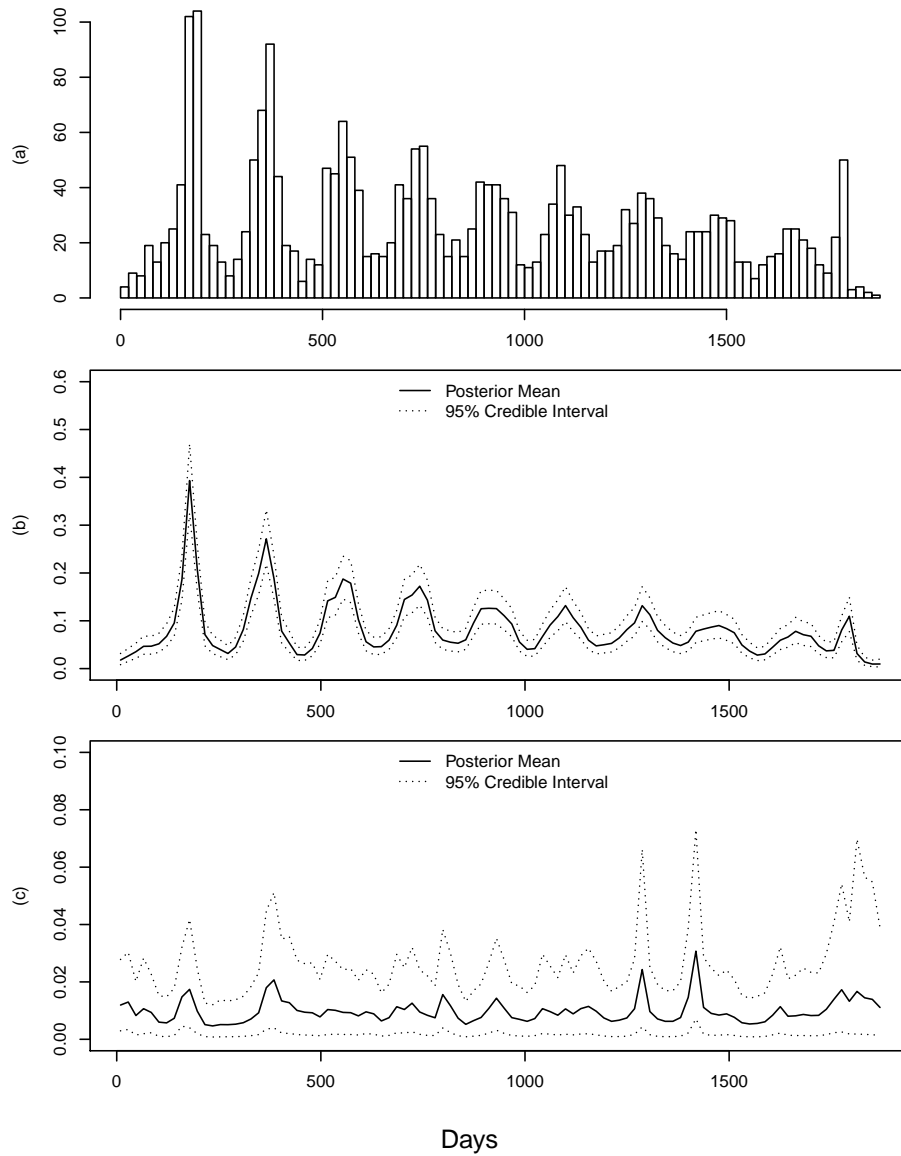 100
80
60
40
20
0
(a)
0 500 1000 1500
0.6
0.5
0.4
0.3
0.2
0.1
0.0
(b)
Posterior Mean
95% Credible Interval
0 500 1000 1500
0.10
0.08
0.06
0.04
0.02
0.00
(c)
Posterior Mean
95% Credible Interval
0 500 1000 1500
Days